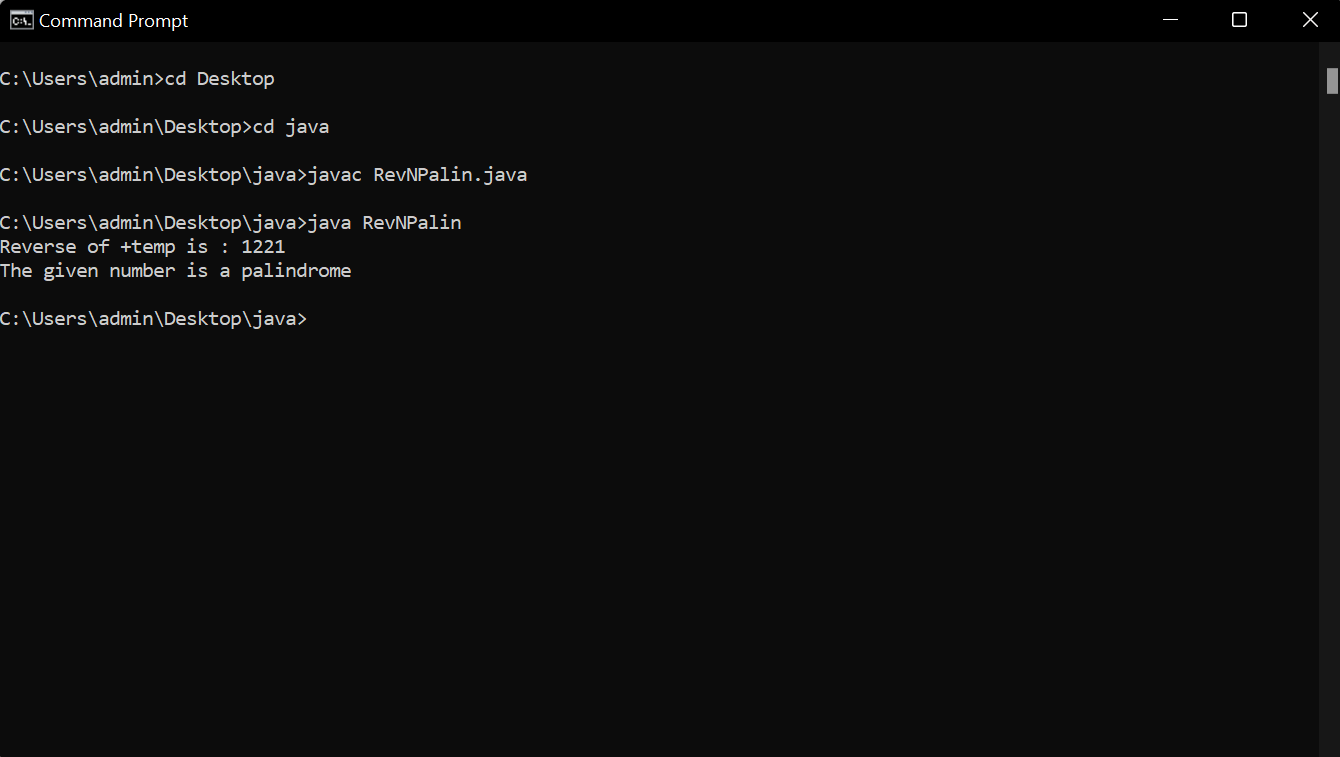 Command Prompt
C:\Users\admin>cd Desktop
C:\Users\admin\Desktop>cd java
C:\Users\admin\Desktop\java>javac RevNPalin.java
C:\Users\admin\Desktop\java>java RevNPalin
Reverse of +temp is : 1221
The given number is a palindrome
C:\Users\admin\Desktop\java>